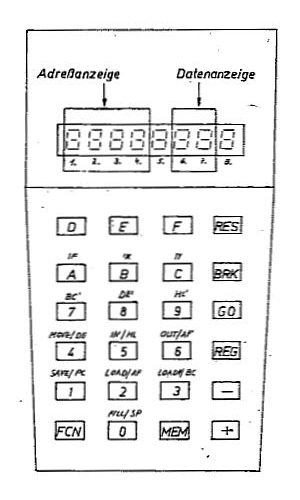 Adreßanzeige Datenanzeige
1. 2. 3. 4. 5. 6. 7. 8.
D E F RES
IF IX IY
A B C BRK
BC' DE' HL'
7 8 9 GO
MOVE/DE IN/HL OUT/AF'
4 5 6 REG
SAVE/PC LOAD/AF LOADM/BC
1 2 3 -
FILL/SP
FCN 0 MEM +